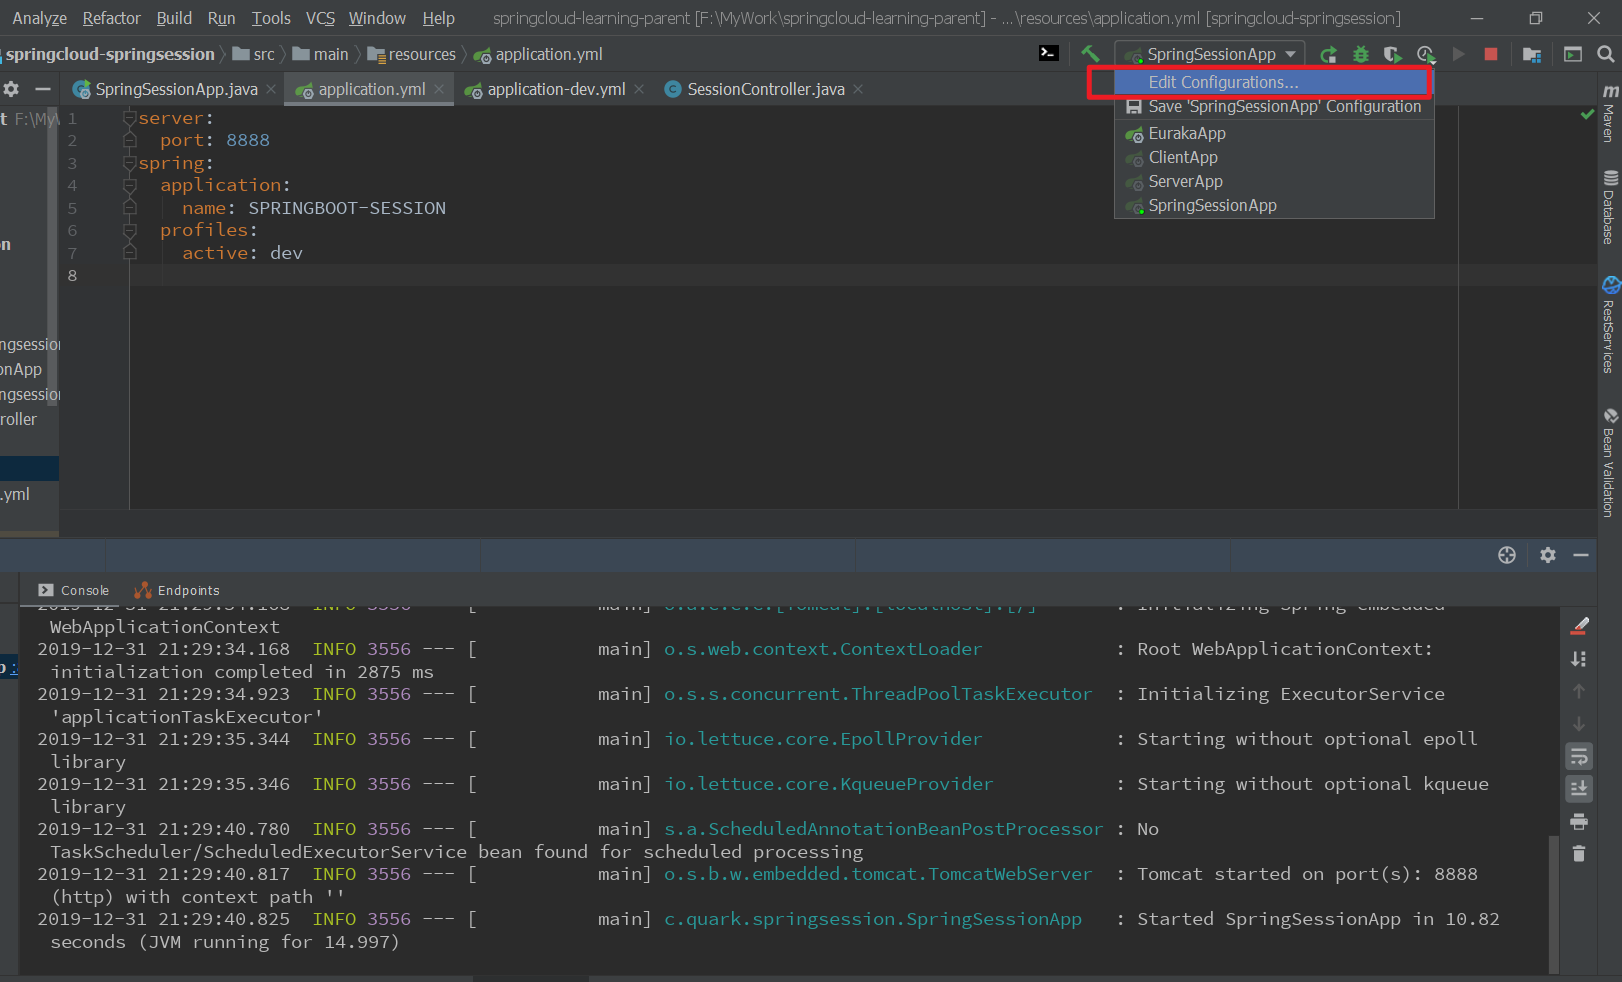 Analyze Refactor Build Run Tools VCS Window Help springcloud-learning-parent [F:\MyWork\springcloud-learning-parent] - ...\resources\application.yml [springcloud-springsession]
springcloud-springsession src main resources application.yml SpringSessionApp
Edit Configurations...
Save 'SpringSessionApp' Configuration
EurakaApp
ClientApp
ServerApp
SpringSessionApp
SpringSessionApp.java application.yml application-dev.yml SessionController.java
t F:\My\
on
ngsession
onApp
ngsession
roller
.yml
1 server:
2 port: 8888
3 spring:
4 application:
5 name: SPRINGBOOT-SESSION
6 profiles:
7 active: dev
8
Maven
Database
RestServices
Bean Validation
Console Endpoints
WebApplicationContext
2019-12-31 21:29:34.168 INFO 3556 --- [ main] o.s.web.context.ContextLoader : Root WebApplicationContext:
initialization completed in 2875 ms
2019-12-31 21:29:34.923 INFO 3556 --- [ main] o.s.s.concurrent.ThreadPoolTaskExecutor : Initializing ExecutorService
'applicationTaskExecutor'
2019-12-31 21:29:35.344 INFO 3556 --- [ main] io.lettuce.core.EpollProvider : Starting without optional epoll
library
2019-12-31 21:29:35.346 INFO 3556 --- [ main] io.lettuce.core.KqueueProvider : Starting without optional kqueue
library
2019-12-31 21:29:40.780 INFO 3556 --- [ main] s.a.ScheduledAnnotationBeanPostProcessor : No
TaskScheduler/ScheduledExecutorService bean found for scheduled processing
2019-12-31 21:29:40.817 INFO 3556 --- [ main] o.s.b.w.embedded.tomcat.TomcatWebServer : Tomcat started on port(s): 8888
(http) with context path ''
2019-12-31 21:29:40.825 INFO 3556 --- [ main] c.quark.springsession.SpringSessionApp : Started SpringSessionApp in 10.82
seconds (JVM running for 14.997)